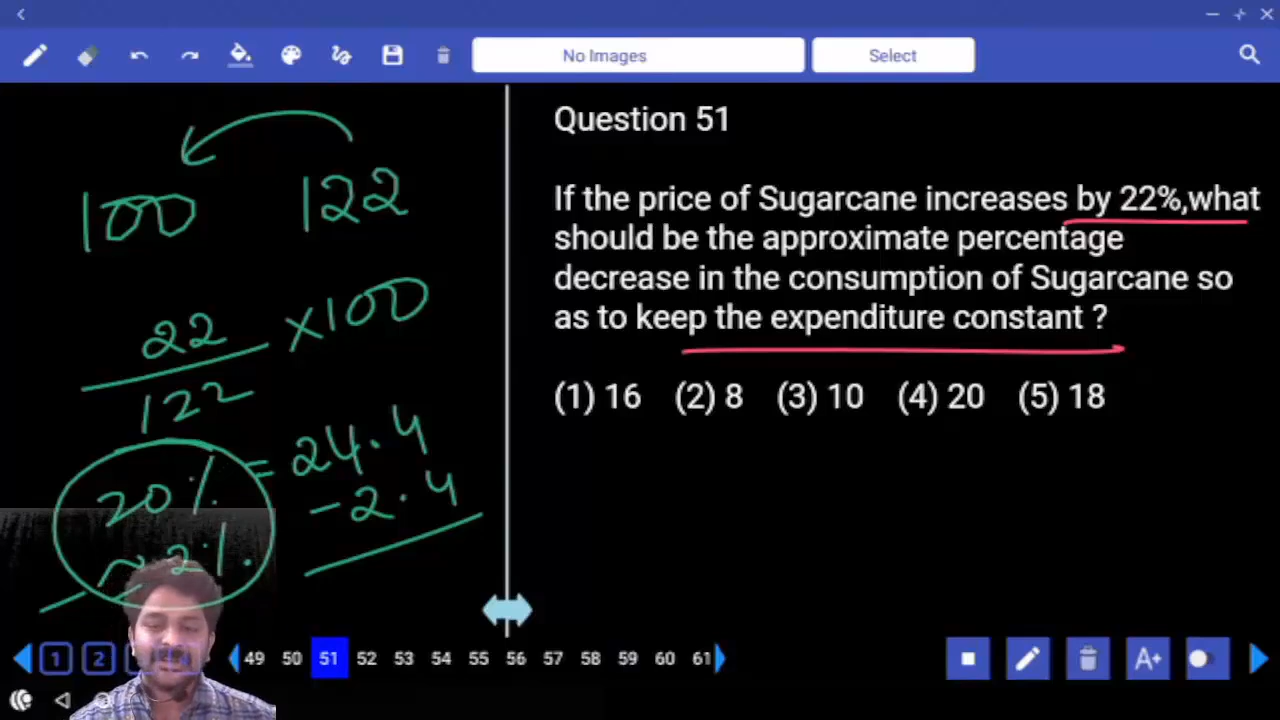 No Images
Select
100 122
22 ×100
122
20% = 24.4
~2% -2.4
Question 51
If the price of Sugarcane increases by 22%,what
should be the approximate percentage
decrease in the consumption of Sugarcane so
as to keep the expenditure constant ?
(1) 16 (2) 8 (3) 10 (4) 20 (5) 18
1 2 49 50 51 52 53 54 55 56 57 58 59 60 61
A+